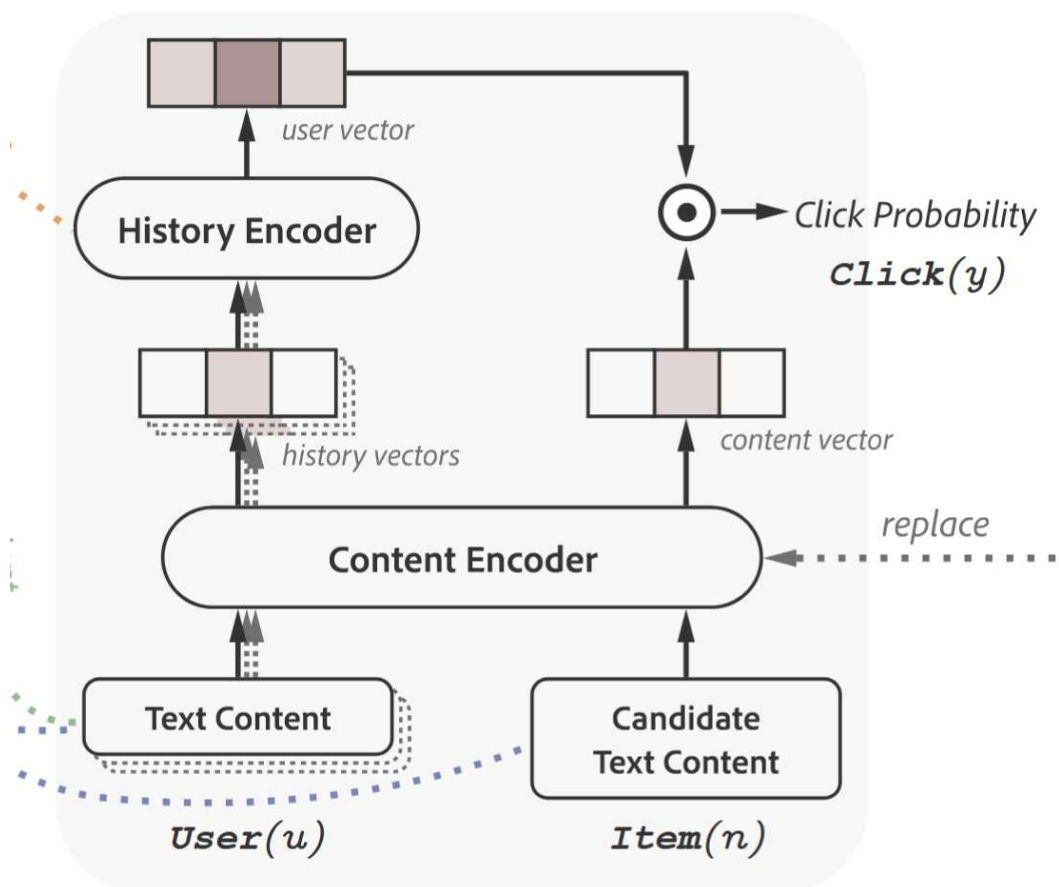 user vector
History Encoder
Click Probability
Click(y)
history vectors
content vector
replace
Content Encoder
Text Content
Candidate
Text Content
User(u)
Item(n)